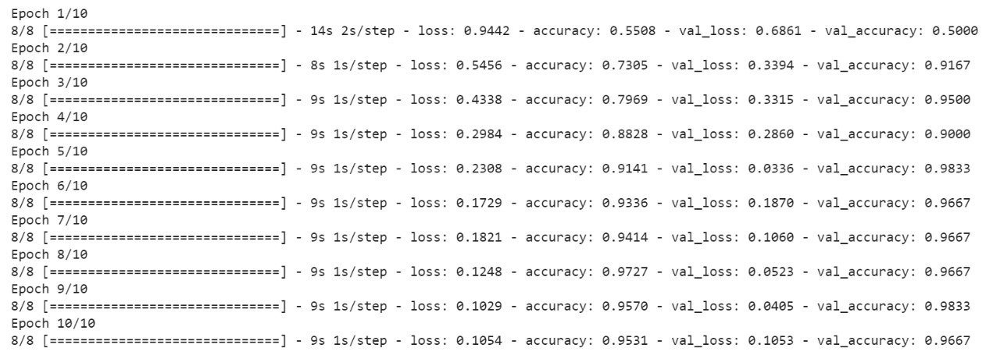 Epoch 1/10
8/8 [==============================] - 14s 2s/step - loss: 0.9442 - accuracy: 0.5508 - val_loss: 0.6861 - val_accuracy: 0.5000
Epoch 2/10
8/8 [==============================] - 8s 1s/step - loss: 0.5456 - accuracy: 0.7305 - val_loss: 0.3394 - val_accuracy: 0.9167
Epoch 3/10
8/8 [==============================] - 9s 1s/step - loss: 0.4338 - accuracy: 0.7969 - val_loss: 0.3315 - val_accuracy: 0.9500
Epoch 4/10
8/8 [==============================] - 9s 1s/step - loss: 0.2984 - accuracy: 0.8828 - val_loss: 0.2860 - val_accuracy: 0.9000
Epoch 5/10
8/8 [==============================] - 9s 1s/step - loss: 0.2308 - accuracy: 0.9141 - val_loss: 0.0336 - val_accuracy: 0.9833
Epoch 6/10
8/8 [==============================] - 9s 1s/step - loss: 0.1729 - accuracy: 0.9336 - val_loss: 0.1870 - val_accuracy: 0.9667
Epoch 7/10
8/8 [==============================] - 9s 1s/step - loss: 0.1821 - accuracy: 0.9414 - val_loss: 0.1060 - val_accuracy: 0.9667
Epoch 8/10
8/8 [==============================] - 9s 1s/step - loss: 0.1248 - accuracy: 0.9727 - val_loss: 0.0523 - val_accuracy: 0.9667
Epoch 9/10
8/8 [==============================] - 9s 1s/step - loss: 0.1029 - accuracy: 0.9570 - val_loss: 0.0405 - val_accuracy: 0.9833
Epoch 10/10
8/8 [==============================] - 9s 1s/step - loss: 0.1054 - accuracy: 0.9531 - val_loss: 0.1053 - val_accuracy: 0.9667